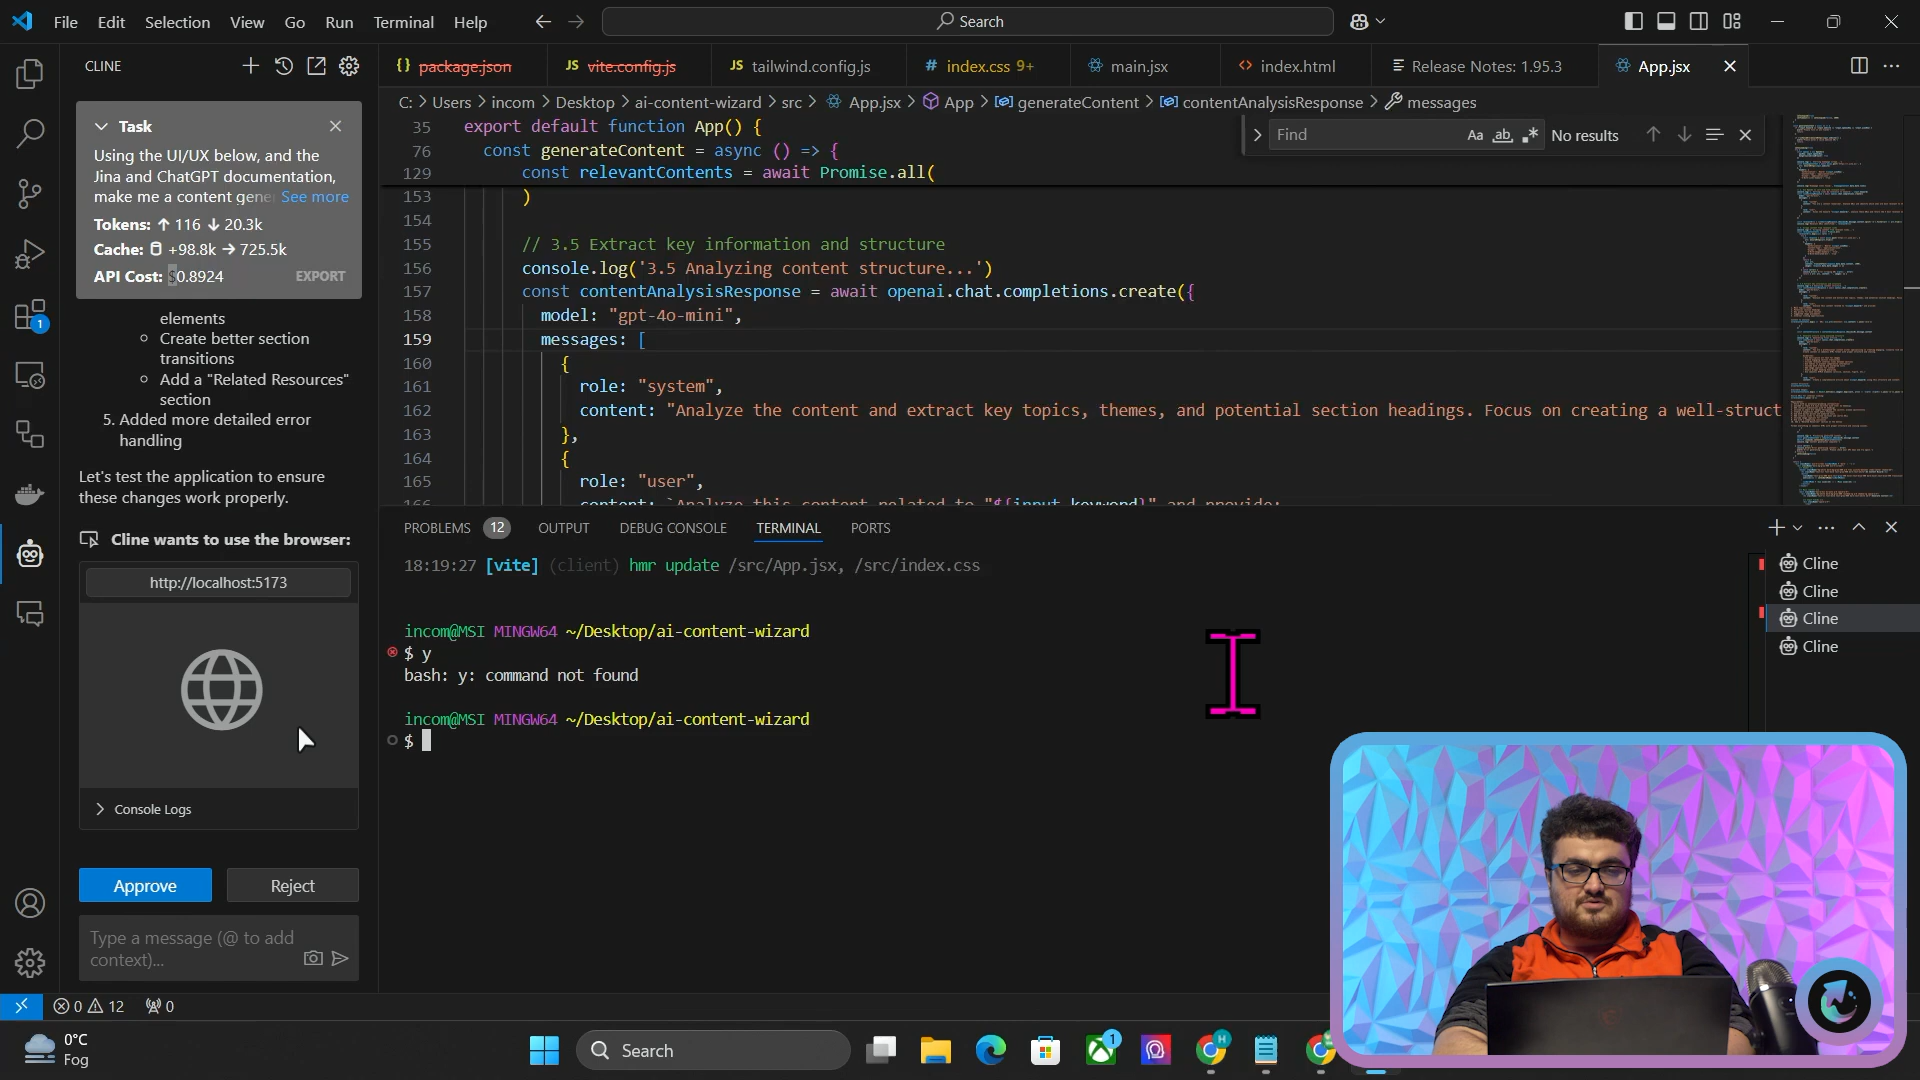 File Edit Selection View Go Run Terminal Help
Search
CLINE
package.json
JS vite.config.js
JS tailwind.config.js
# index.css 9+
main.jsx
<> index.html
Release Notes: 1.95.3
App.jsx
C: > Users > incom > Desktop > ai-content-wizard > src > App.jsx > App > generateContent > contentAnalysisResponse > messages
Task
Using the UI/UX below, and the
Jina and ChatGPT documentation,
make me a content gene See more
Tokens: ↑ 116 ↓ 20.3k
Cache: +98.8k → 725.5k
API Cost: $0.8924 EXPORT
elements
Create better section
transitions
Add a "Related Resources"
section
5. Added more detailed error
handling
Let's test the application to ensure
these changes work properly.
Cline wants to use the browser:
http://localhost:5173
Console Logs
Approve Reject
Type a message (@ to add
context)...
1
Find Aa ab No results
35 export default function App() {
76 const generateContent = async () => {
129 const relevantContents = await Promise.all(
153 )
154
155 // 3.5 Extract key information and structure
156 console.log('3.5 Analyzing content structure...')
157 const contentAnalysisResponse = await openai.chat.completions.create({
158 model: "gpt-4o-mini",
159 messages: [
160 {
161 role: "system",
162 content: "Analyze the content and extract key topics, themes, and potential section headings. Focus on creating a well-struct
163 },
164 {
165 role: "user",
166 content: `Analyze this content related to "${input.keyword}" and provide:
PROBLEMS 12 OUTPUT DEBUG CONSOLE TERMINAL PORTS
18:19:27 [vite] (client) hmr update /src/App.jsx, /src/index.css
incom@MSI MINGW64 ~/Desktop/ai-content-wizard
$ y
bash: y: command not found
incom@MSI MINGW64 ~/Desktop/ai-content-wizard
$
Cline
Cline
Cline
Cline
0 12 0
0°C
Fog
Search
1
H